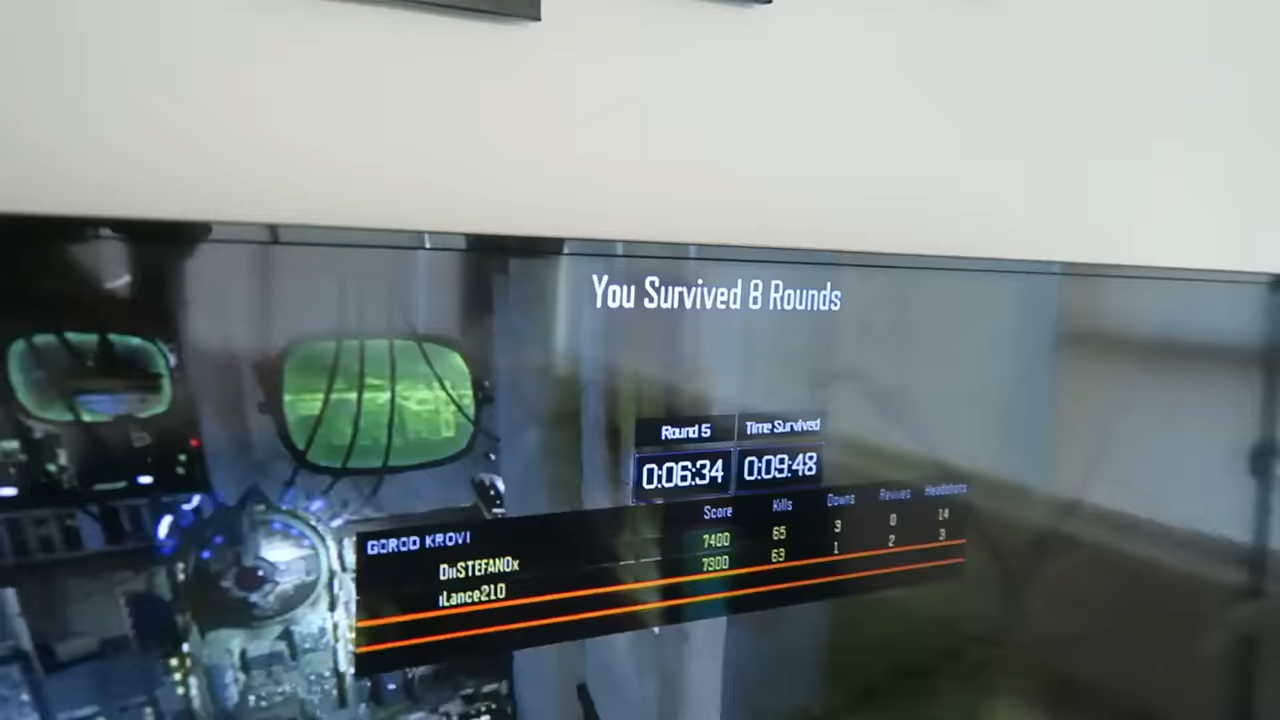 You Survived 8 Rounds
Round 5 Time Survived
0:06:34 0:09:48
GOROD KROVI Score Kills Downs Revives Headshots
DiiSTEFANOx 7400 65 3 0 14
iLance210 7300 63 1 2 3